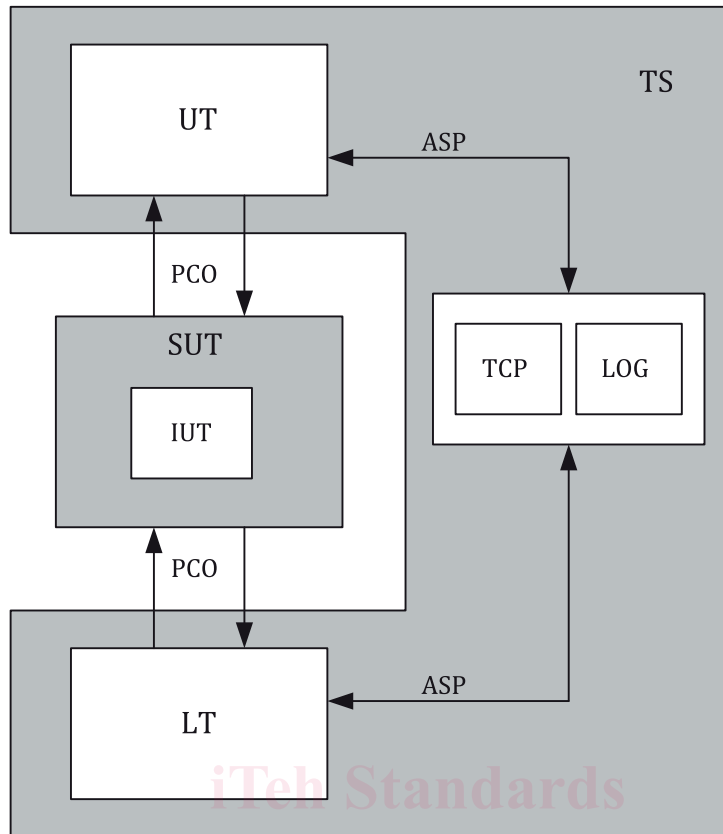 TS
UT
ASP
PCO
SUT
TCP LOG
IUT
PCO
ASP
LT
iTeh Standards